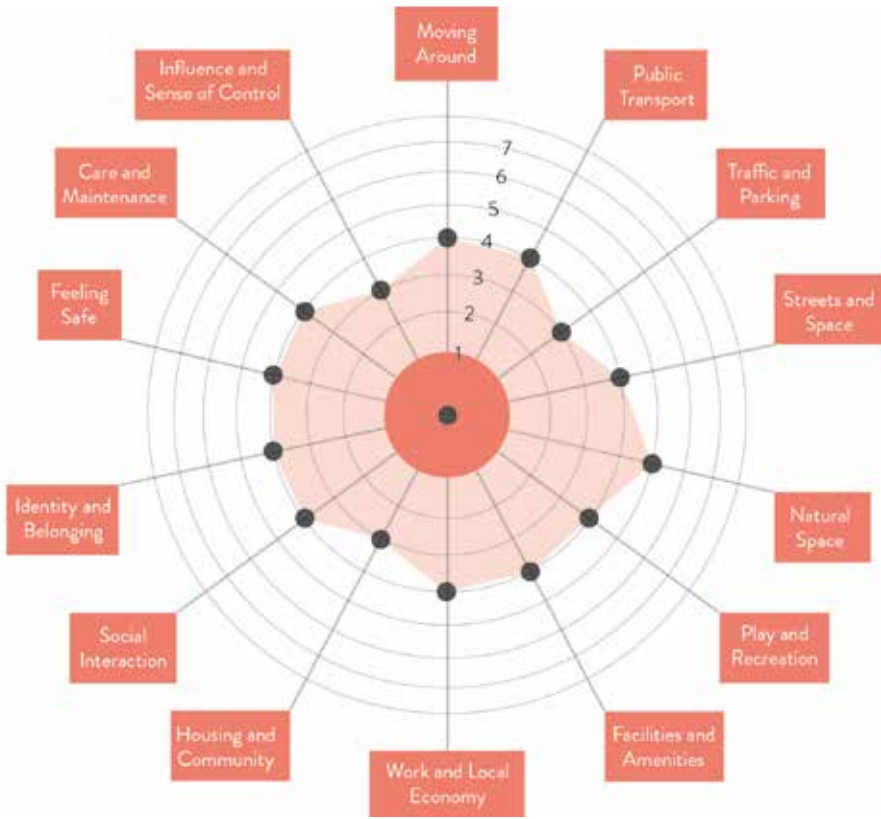 Moving
Around
Influence and
Sense of Control
Public
Transport
Care and
Maintenance
Traffic and
Parking
Feeling
Safe
Streets and
Space
7
6
5
4
3
2
1
Identity and
Belonging
Natural
Space
Social
Interaction
Play and
Recreation
Housing and
Community
Facilities and
Amenities
Work and Local
Economy